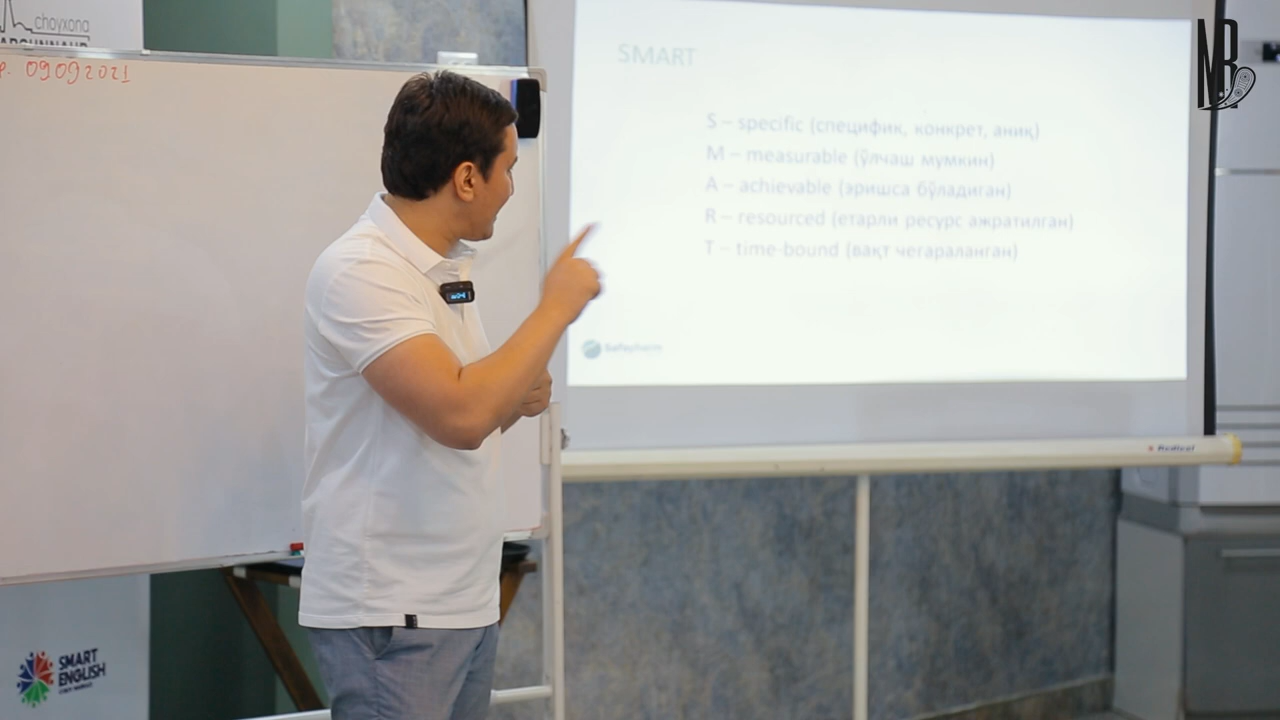 choyxona
09092021
SMART
S – specific (специфик, конкрет, аниқ)
M – measurable (ўлчаш мумкин)
A – achievable (эришса бўладиган)
R – resourced (етарли ресурс ажратилган)
T – time-bound (вақт чегараланган)
SMART
ENGLISH